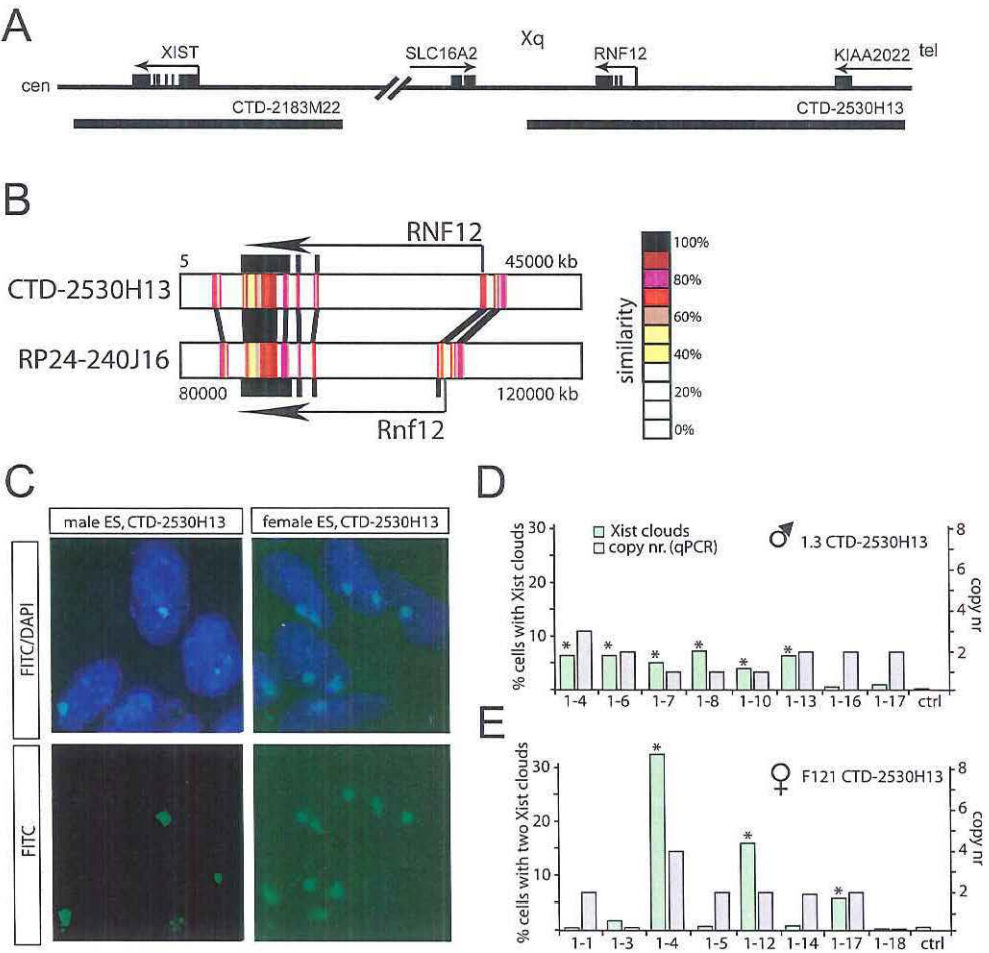 A
Xq
XIST
SLC16A2
RNF12
KIAA2022
tel
cen
CTD-2183M22
CTD-2530H13
B
RNF12
5
45000 kb
CTD-2530H13
RP24-240J16
80000
120000 kb
Rnf12
similarity
100%
80%
60%
40%
20%
0%
C
male ES, CTD-2530H13
female ES, CTD-2530H13
FITC/DAPI
FITC
D
% cells with Xist clouds
30
20
10
Xist clouds
copy nr. (qPCR)
♂ 1.3 CTD-2530H13
8
6
4
2
0
copy nr
* * * * * *
1-4 1-6 1-7 1-8 1-10 1-13 1-16 1-17 ctrl
E
% cells with two Xist clouds
30
20
10
♀ F121 CTD-2530H13
8
6
4
2
copy nr
* * *
1-1 1-3 1-4 1-5 1-12 1-14 1-17 1-18 ctrl